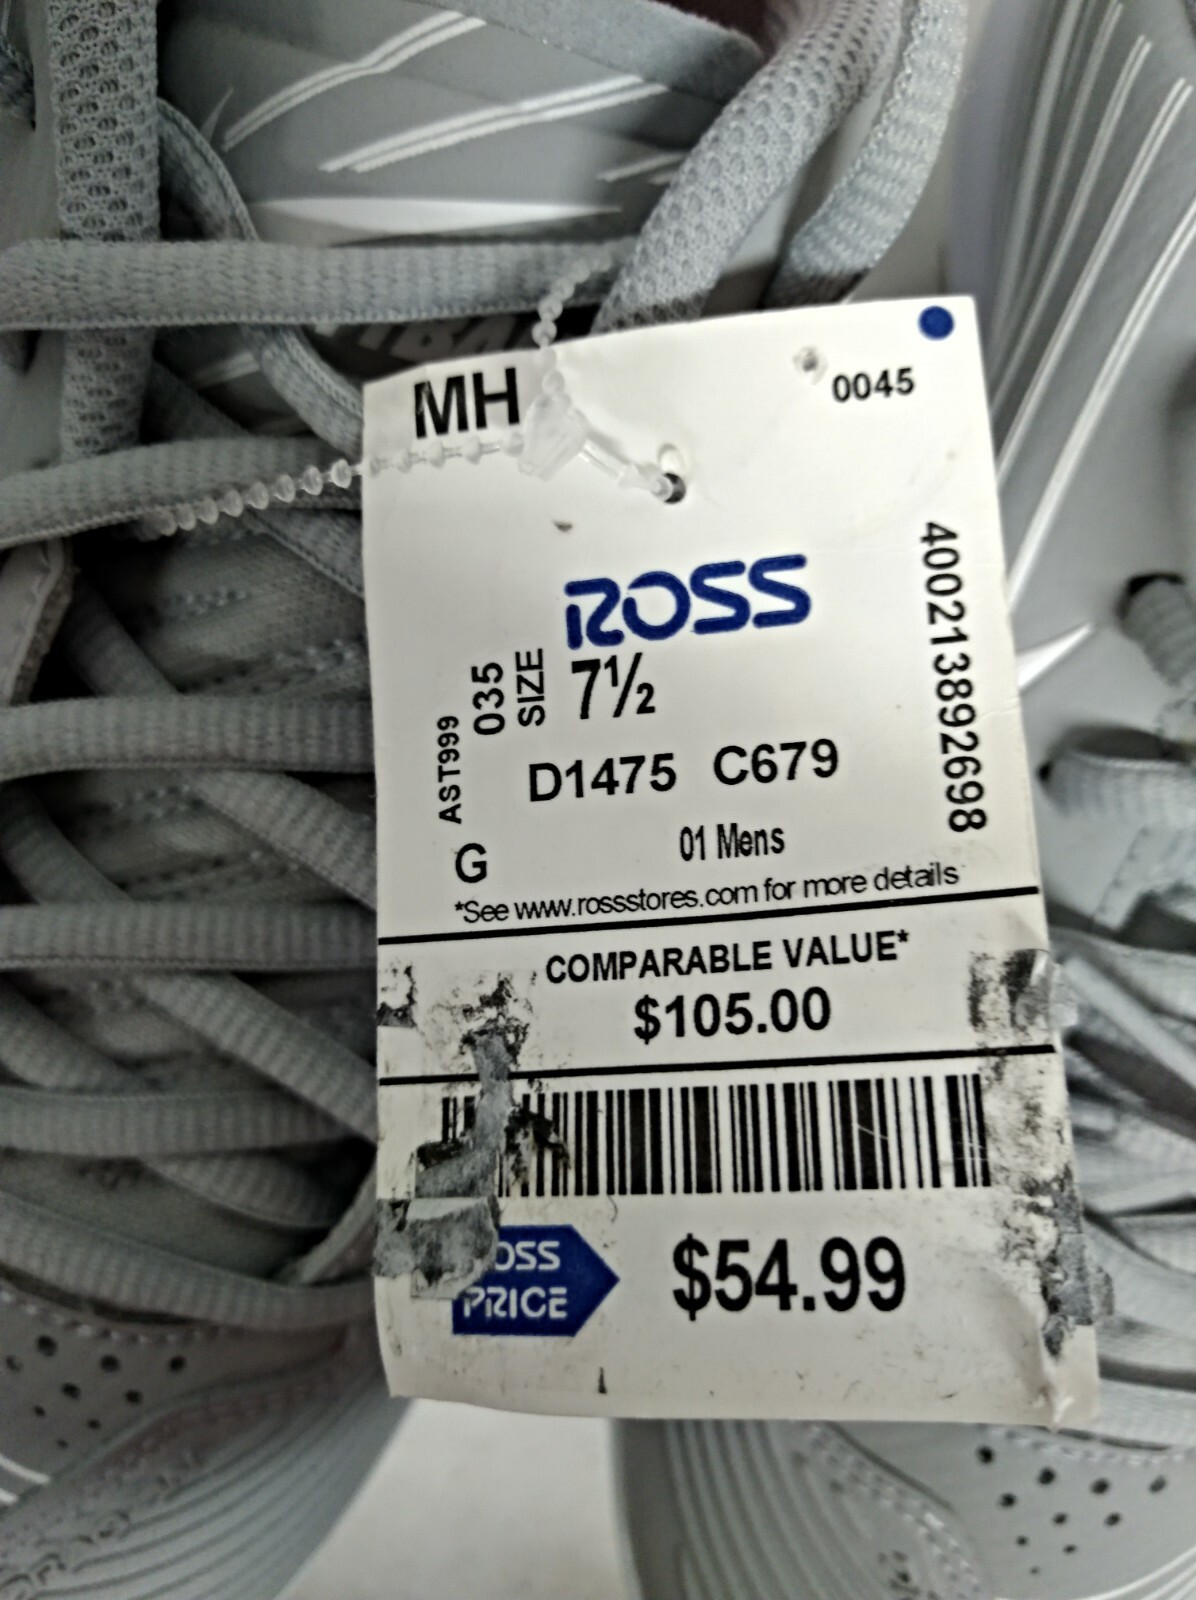 MH
0045
ROSS
400213892698
AST999
035
SIZE
7½
D1475 C679
G
01 Mens
*See www.rossstores.com for more details
COMPARABLE VALUE*
$105.00
OSS
PRICE
$54.99